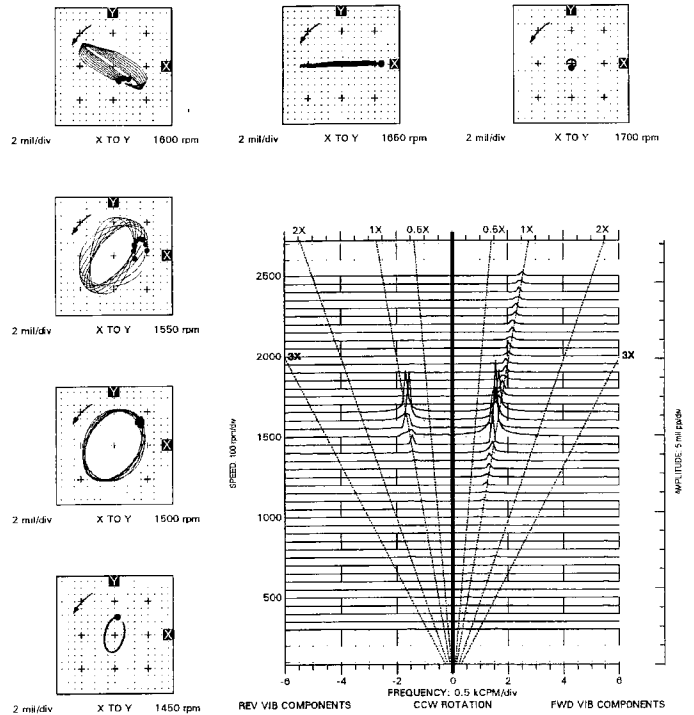 Y
X
2 mil/div X TO Y 1600 rpm
Y
X
2 mil/div X TO Y 1650 rpm
Y
X
2 mil/div X TO Y 1700 rpm
Y
X
2 mil/div X TO Y 1550 rpm
Y
X
2 mil/div X TO Y 1500 rpm
Y
X
2 mil/div X TO Y 1450 rpm
2X 1X 0.5X 0.5X 1X 2X
3X 3X
2500
2000
1500
1000
500
SPEED: 100 rpm/div
AMPLITUDE: 5 mil pp/div
-6 -4 -2 0 2 4 6
FREQUENCY: 0.5 kCPM/div
REV VIB COMPONENTS CCW ROTATION FWD VIB COMPONENTS